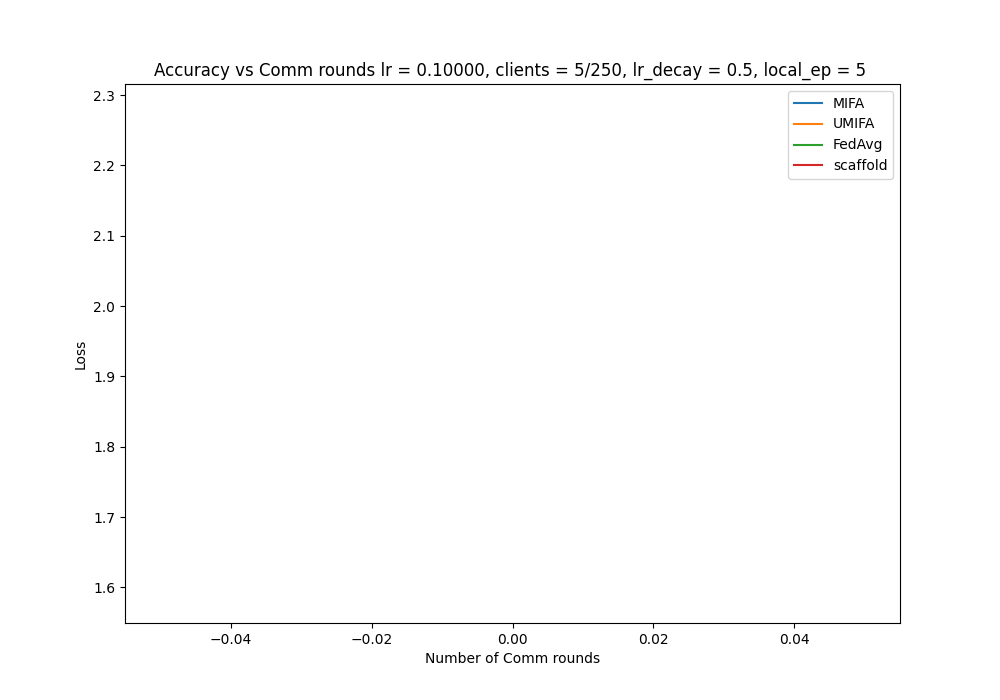 Accuracy vs Comm rounds lr = 0.10000, clients = 5/250, lr_decay = 0.5, local_ep = 5
MIFA
UMIFA
FedAvg
scaffold
2.3
2.2
2.1
2.0
1.9
1.8
1.7
1.6
Loss
−0.04
−0.02
0.00
0.02
0.04
Number of Comm rounds